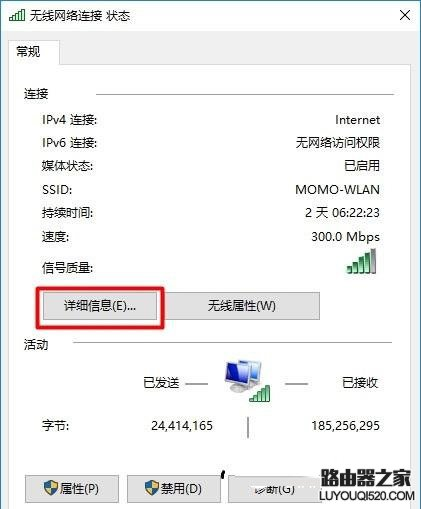 无线网络连接 状态
常规
连接
IPv4 连接: Internet
IPv6 连接: 无网络访问权限
媒体状态: 已启用
SSID: MOMO-WLAN
持续时间: 2 天 06:22:23
速度: 300.0 Mbps
信号质量:
详细信息(E)... 无线属性(W)
活动
已发送 已接收
字节: 24,414,165 185,256,295
属性(P) 禁用(D) 诊断(G)
路由器之家
LUYOUQI520.COM